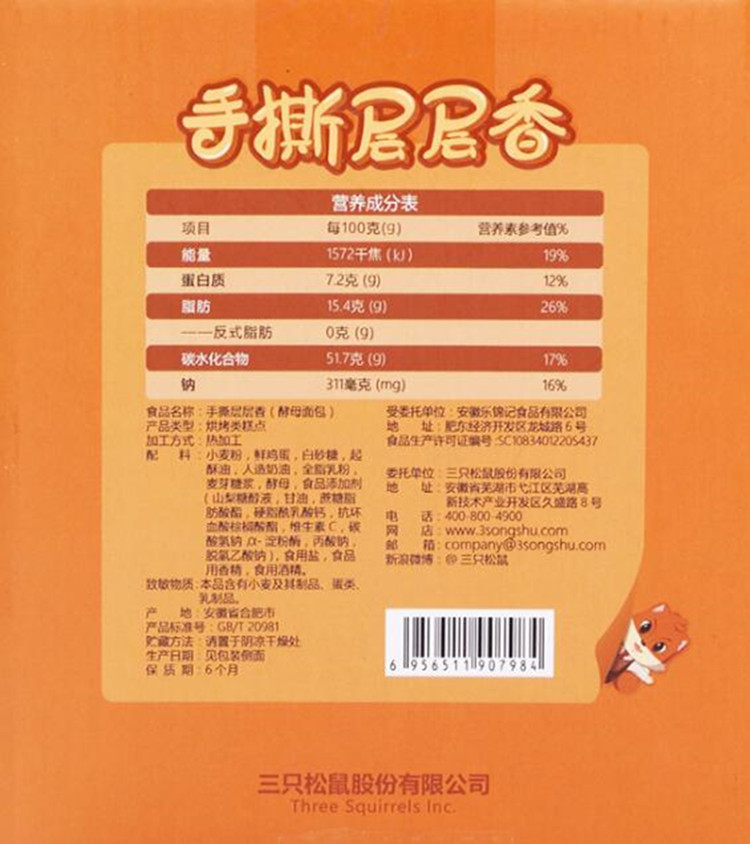 手撕层层香
营养成分表
项目 每100克(g) 营养素参考值%
能量 1572千焦 (kJ) 19%
蛋白质 7.2克 (g) 12%
脂肪 15.4克 (g) 26%
——反式脂肪 0克 (g)
碳水化合物 51.7克 (g) 17%
钠 311毫克 (mg) 16%
食品名称：手撕层层香（酵母面包）
产品类型：烘烤类糕点
加工方式：热加工
配 料：小麦粉，鲜鸡蛋，白砂糖，起
酥油，人造奶油，全脂乳粉，
麦芽糖浆，酵母，食品添加剂
（山梨糖醇液，甘油，蔗糖脂
肪酸酯，硬脂酰乳酸钙，抗坏
血酸棕榈酸酯，维生素C，碳
酸氢钠，α-淀粉酶，丙酸钠，
脱氢乙酸钠），食用盐，食品
用香精，食用酒精。
致敏物质：本品含有小麦及其制品、蛋类、
乳制品。
产 地：安徽省合肥市
产品标准号：GB/T 20981
贮藏方法：请置于阴凉干燥处
生产日期：见包装侧面
保 质 期：6个月
受委托单位：安徽乐锦记食品有限公司
地 址：肥东经济开发区龙城路6号
食品生产许可证编号:SC10834012205437
委托单位：三只松鼠股份有限公司
地 址：安徽省芜湖市弋江区芜湖高
新技术产业开发区久盛路8号
电 话：400-800-4900
网 店：www.3songshu.com
邮 箱：company@3songshu.com
新浪微博：@三只松鼠
6 956511 907984
三只松鼠股份有限公司
Three Squirrels Inc.